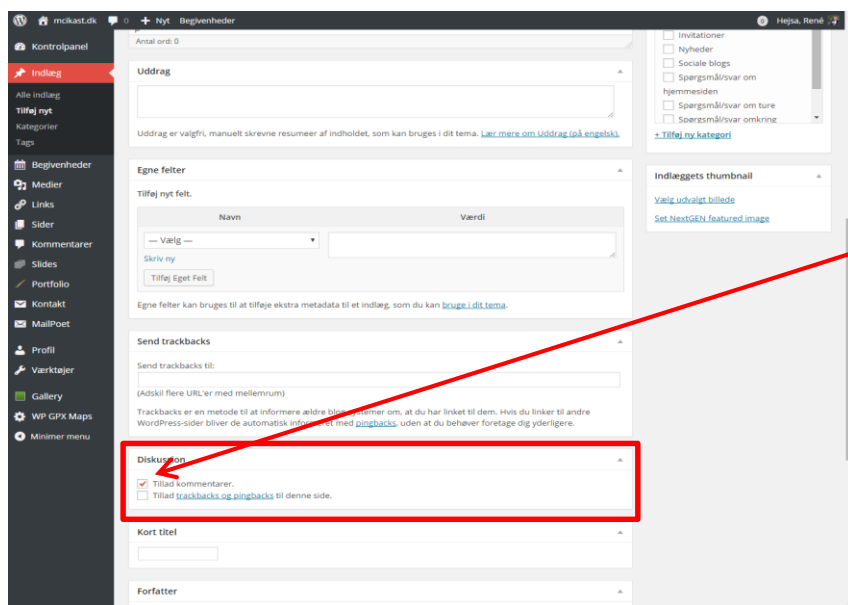 mcikast.dk 0 + Nyt Begivenheder
Hejsa, René
Kontrolpanel
Indlæg
Alle indlæg
Tilføj nyt
Kategorier
Tags
Begivenheder
Medier
Links
Sider
Kommentarer
Slides
Portfolio
Kontakt
MailPoet
Profil
Værktøjer
Gallery
WP GPX Maps
Minimer menu
Antal ord: 0
Uddrag
Uddrag er valgfri, manuelt skrevne resumeer af indholdet, som kan bruges i dit tema. Lær mere om Uddrag (på engelsk).
Egne felter
Tilføj nyt felt.
Navn Værdi
— Vælg —
Skriv ny
Tilføj Eget Felt
Egne felter kan bruges til at tilføje ekstra metadata til et indlæg, som du kan bruge i dit tema.
Send trackbacks
Send trackbacks til:
(Adskil flere URL'er med mellemrum)
Trackbacks er en metode til at informere ældre blog-systemer om, at du har linket til dem. Hvis du linker til andre
WordPress-sider bliver de automatisk informeret med pingbacks, uden at du behøver foretage dig yderligere.
Diskussion
Tillad kommentarer.
Tillad trackbacks og pingbacks til denne side.
Kort titel
Forfatter
Invitationer
Nyheder
Sociale blogs
Spørgsmål/svar om
hjemmesiden
Spørgsmål/svar om ture
Spørgsmål/svar omkring
+ Tilføj ny kategori
Indlæggets thumbnail
Vælg udvalgt billede
Set NextGEN featured image